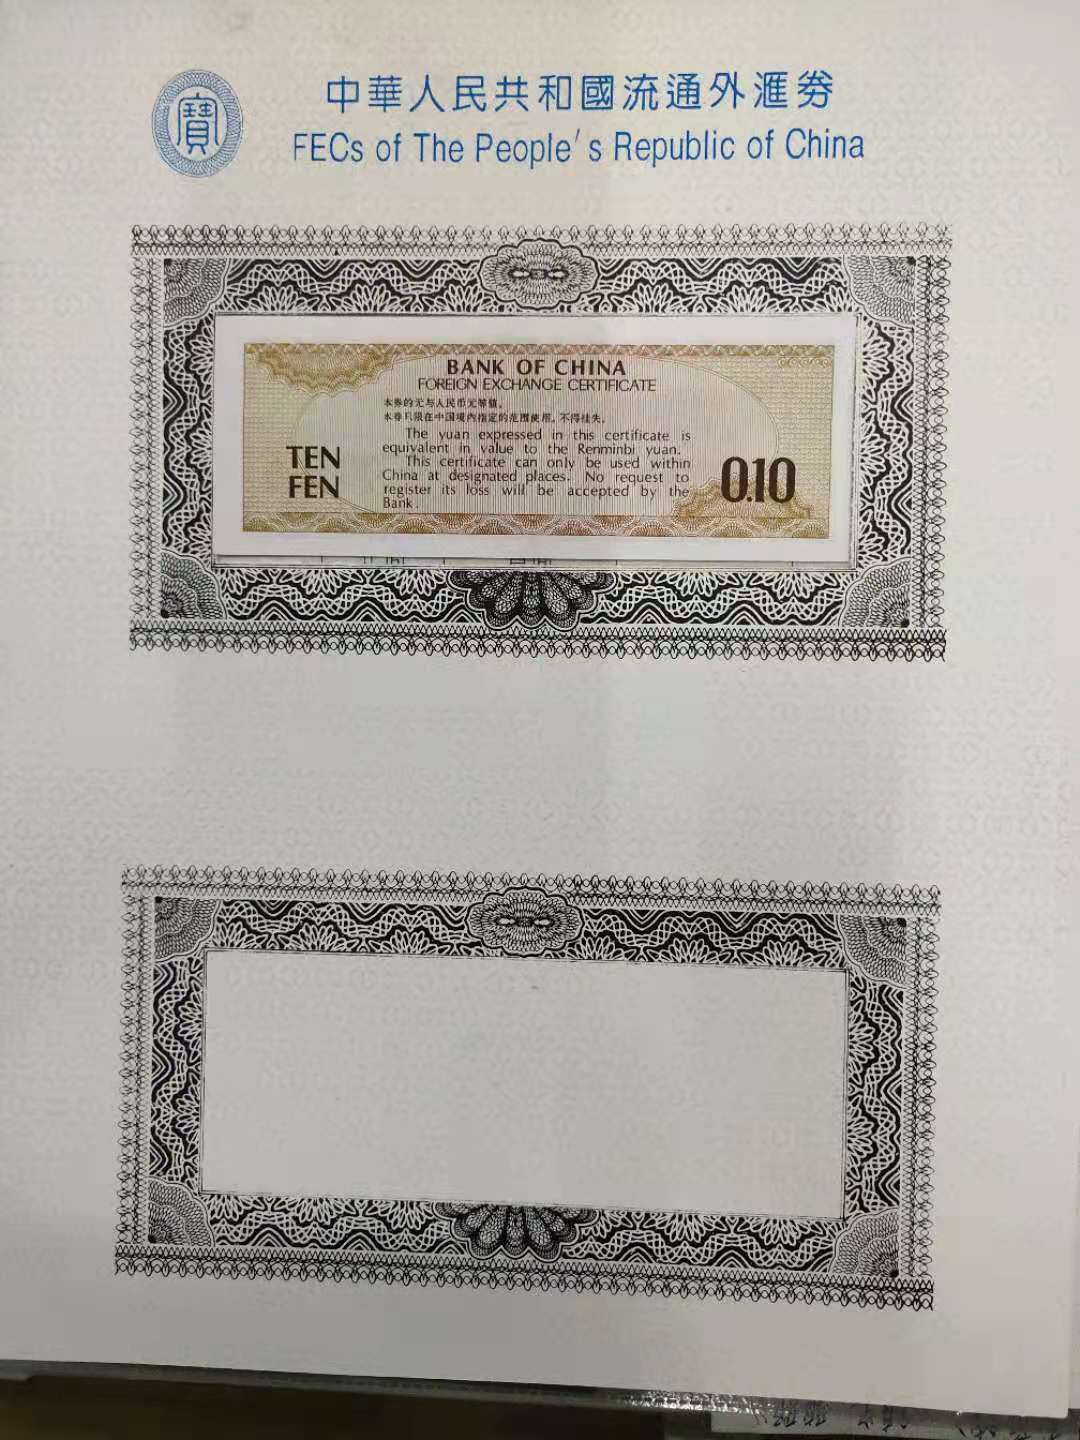 寶
中華人民共和國流通外滙券
FECs of The People's Republic of China
BANK OF CHINA
FOREIGN EXCHANGE CERTIFICATE
本券的元与人民币元等值。
本券只限在中国境内指定的范围使用，不得挂失。
The yuan expressed in this certificate is
equivalent in value to the Renminbi yuan.
This certificate can only be used within
China at designated places. No request to
register its loss will be accepted by the
Bank.
TEN
FEN
0.10